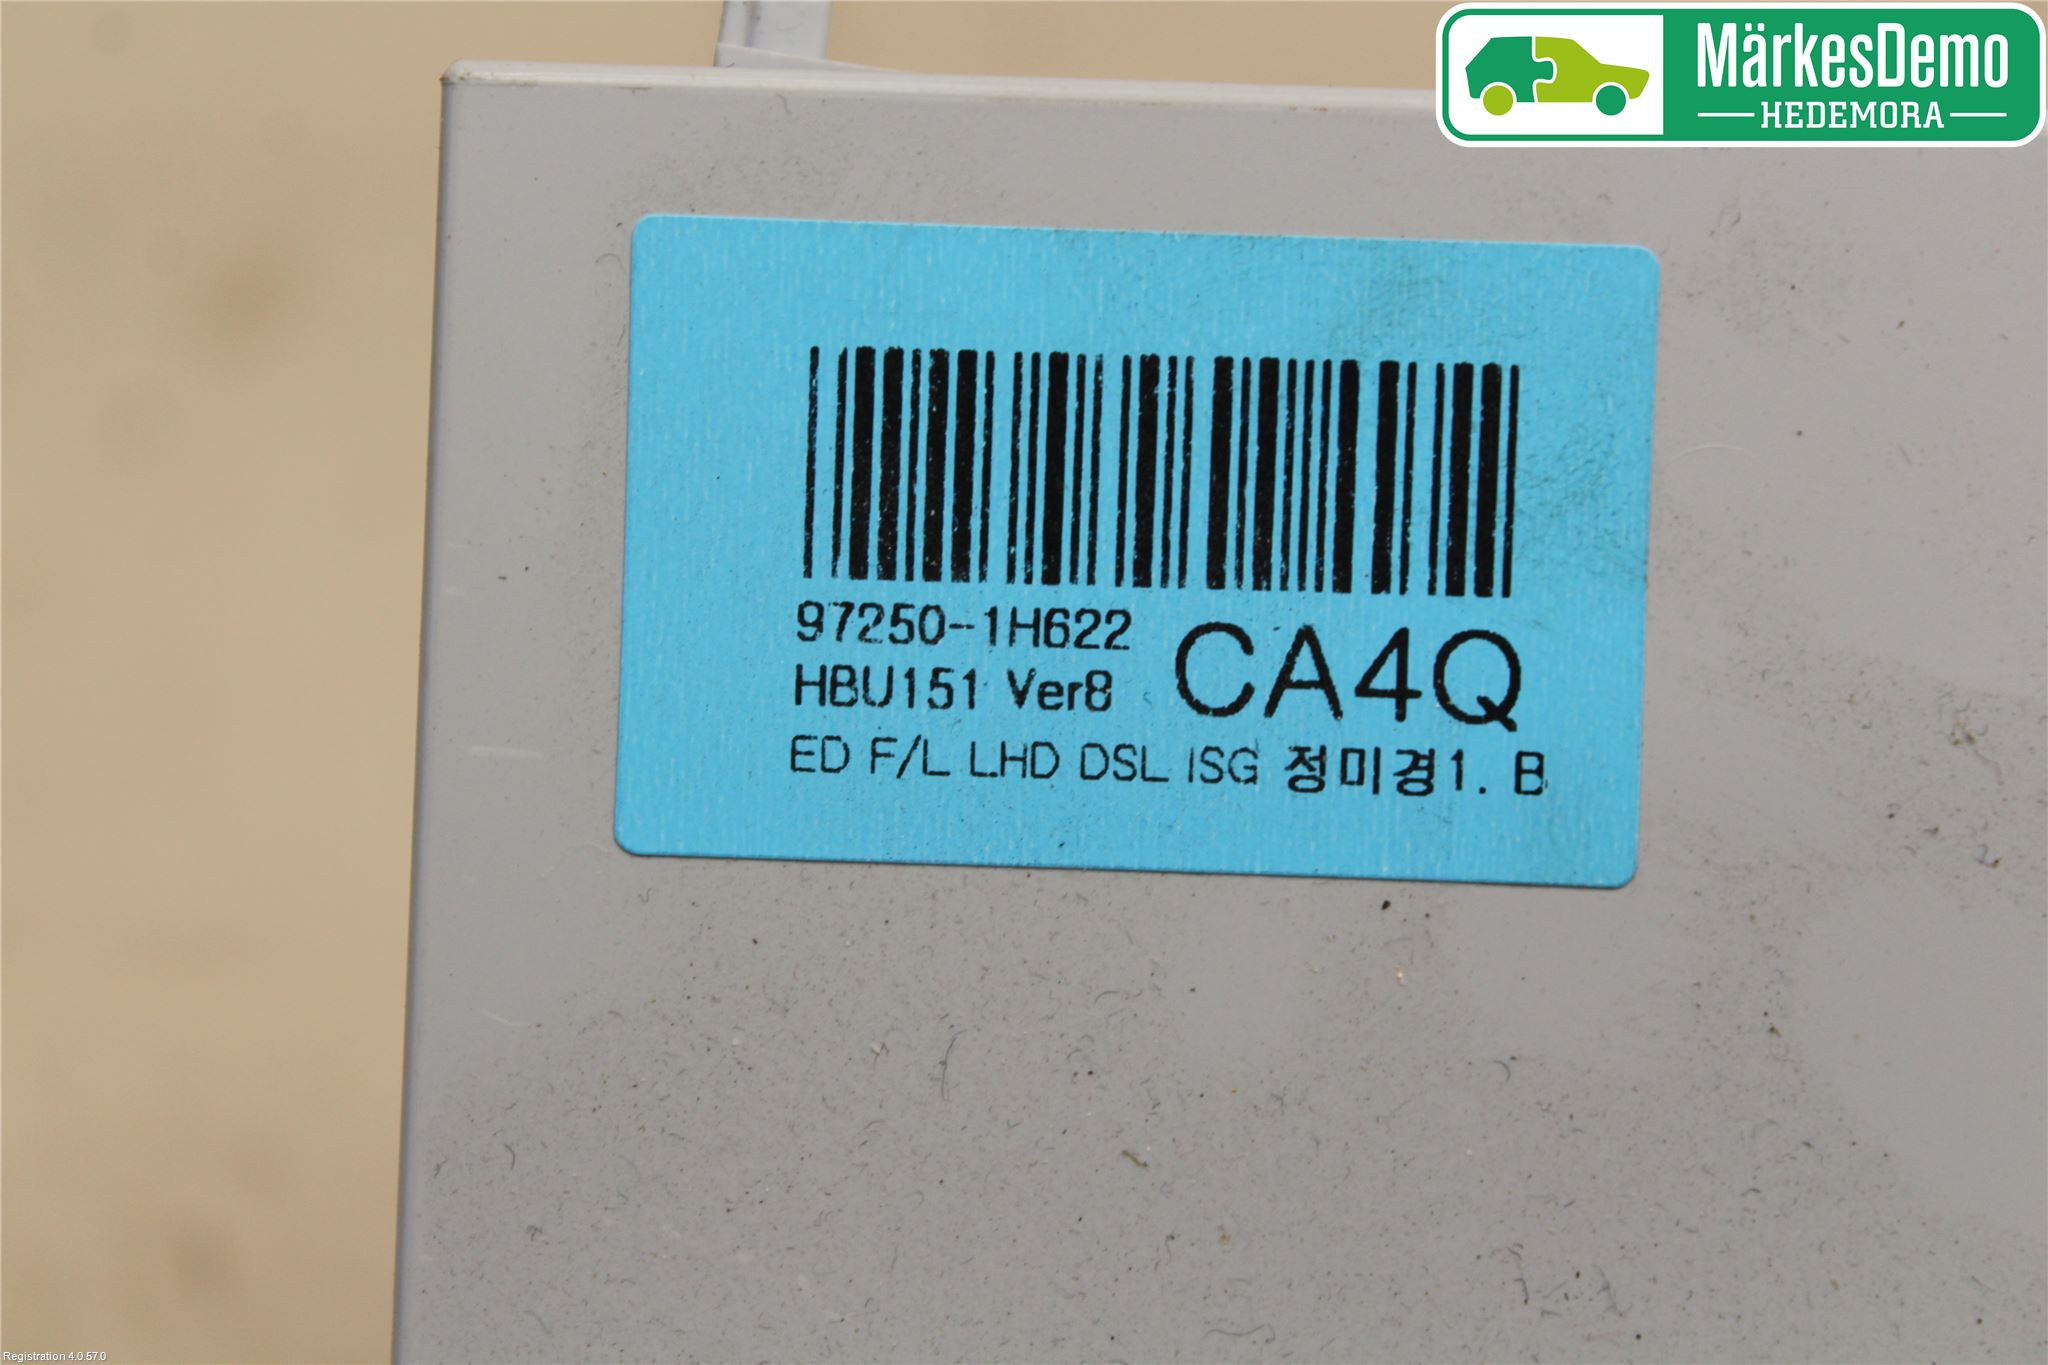 MärkesDemo
HEDEMORA
97250-1H622
HBU151 Ver8
CA4Q
ED F/L LHD DSL ISG 정미경1. B
Registration 4.0.57.0